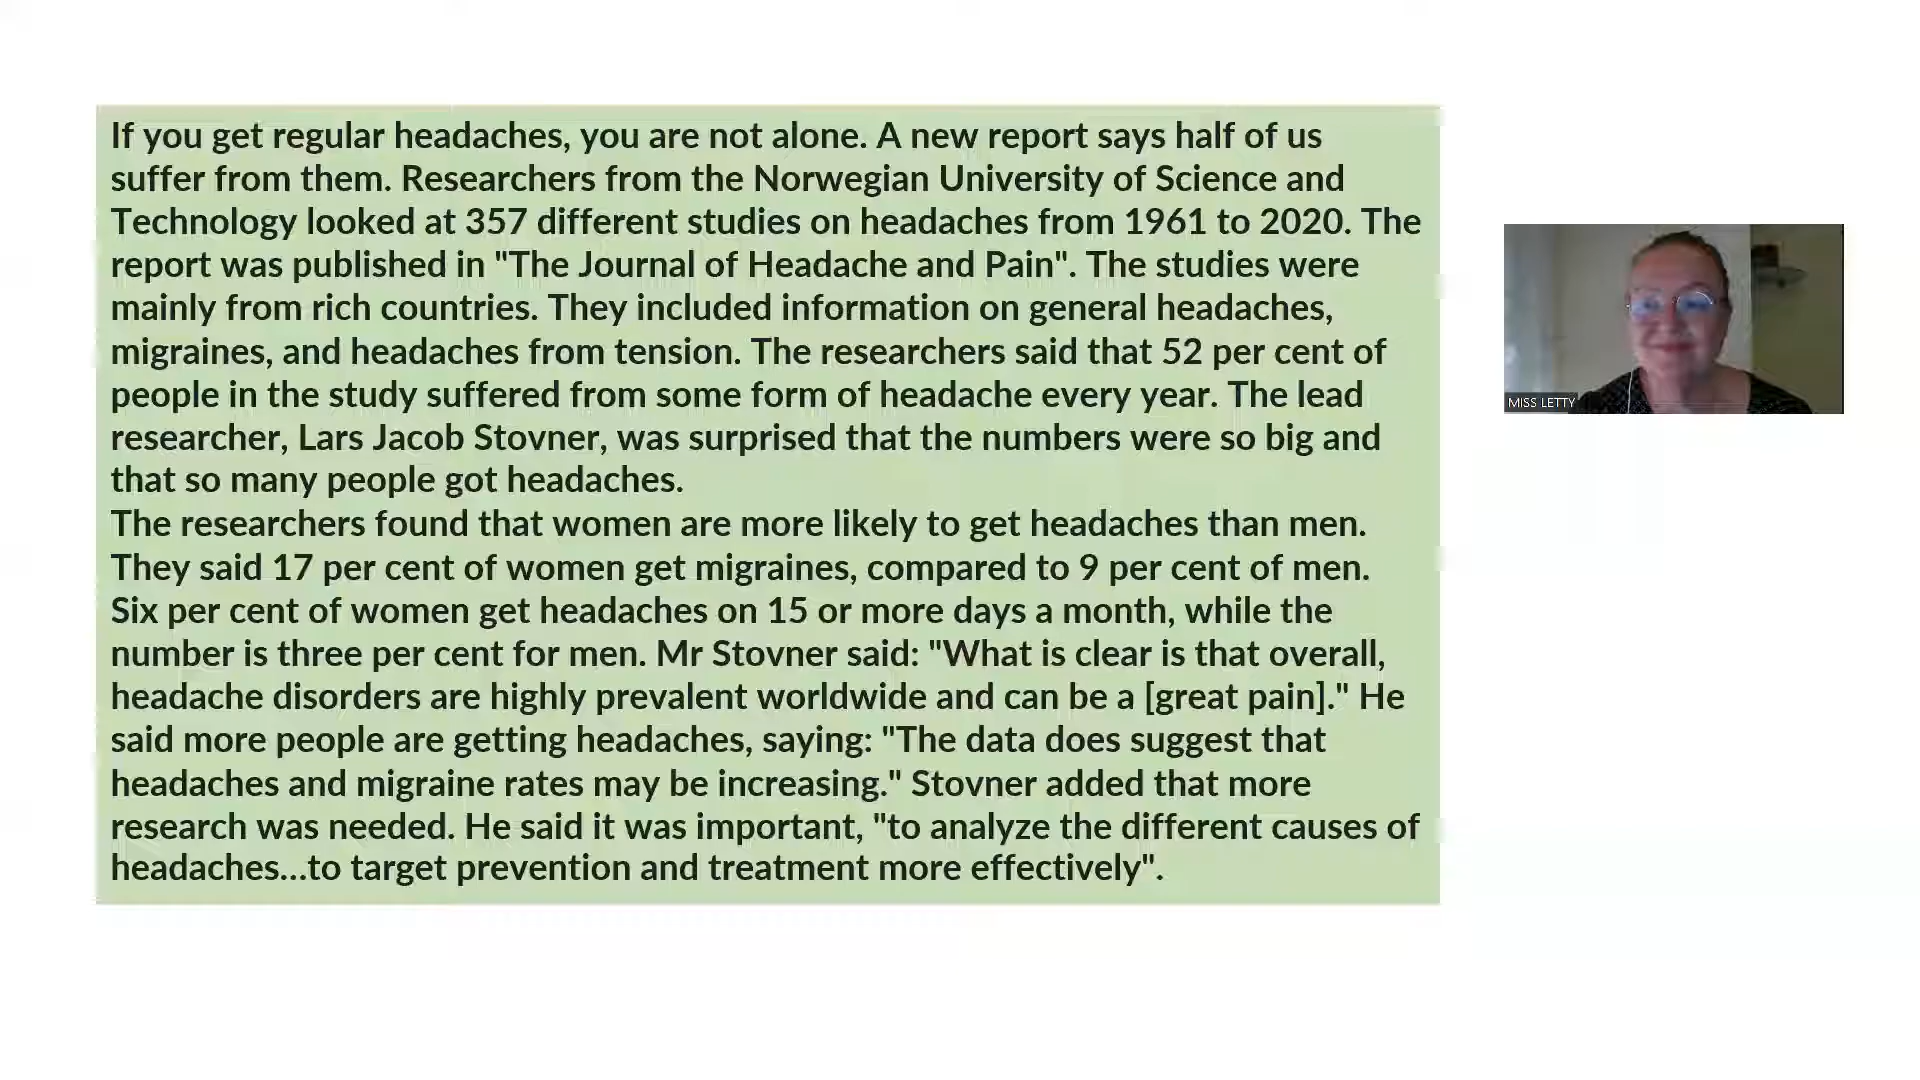 If you get regular headaches, you are not alone. A new report says half of us
suffer from them. Researchers from the Norwegian University of Science and
Technology looked at 357 different studies on headaches from 1961 to 2020. The
report was published in "The Journal of Headache and Pain". The studies were
mainly from rich countries. They included information on general headaches,
migraines, and headaches from tension. The researchers said that 52 per cent of
people in the study suffered from some form of headache every year. The lead
researcher, Lars Jacob Stovner, was surprised that the numbers were so big and
that so many people got headaches.
The researchers found that women are more likely to get headaches than men.
They said 17 per cent of women get migraines, compared to 9 per cent of men.
Six per cent of women get headaches on 15 or more days a month, while the
number is three per cent for men. Mr Stovner said: "What is clear is that overall,
headache disorders are highly prevalent worldwide and can be a [great pain]." He
said more people are getting headaches, saying: "The data does suggest that
headaches and migraine rates may be increasing." Stovner added that more
research was needed. He said it was important, "to analyze the different causes of
headaches...to target prevention and treatment more effectively".
MISS LETTY